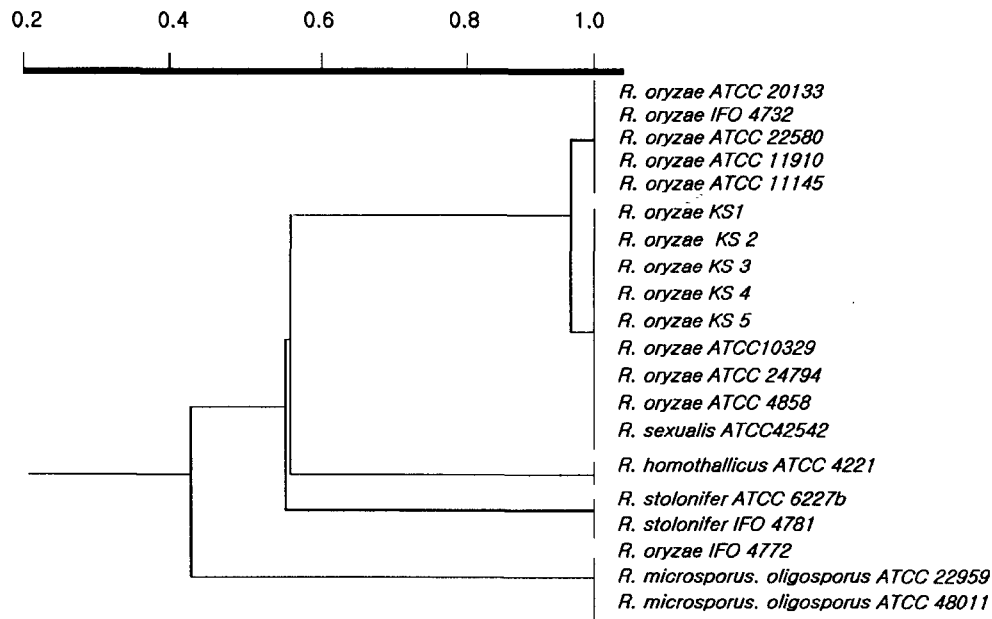 0.2 0.4 0.6 0.8 1.0
R. oryzae ATCC 20133
R. oryzae IFO 4732
R. oryzae ATCC 22580
R. oryzae ATCC 11910
R. oryzae ATCC 11145
R. oryzae KS1
R. oryzae KS 2
R. oryzae KS 3
R. oryzae KS 4
R. oryzae KS 5
R. oryzae ATCC10329
R. oryzae ATCC 24794
R. oryzae ATCC 4858
R. sexualis ATCC42542
R. homothallicus ATCC 4221
R. stolonifer ATCC 6227b
R. stolonifer IFO 4781
R. oryzae IFO 4772
R. microsporus. oligosporus ATCC 22959
R. microsporus. oligosporus ATCC 48011